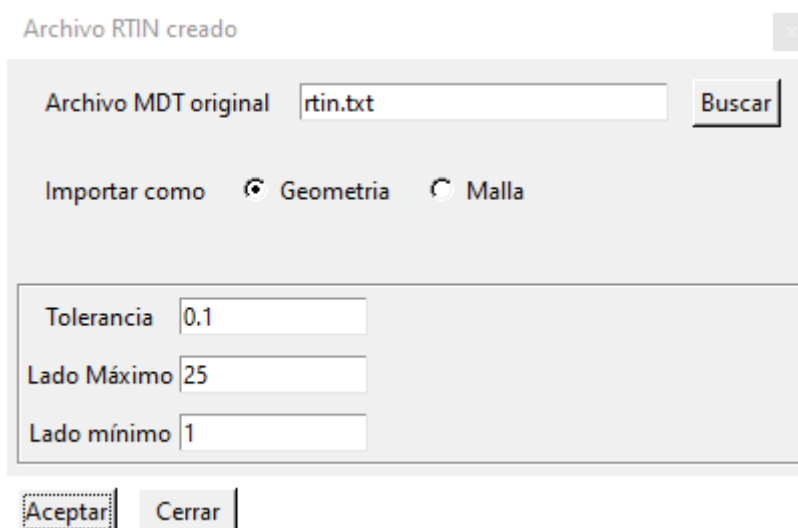 Archivo RTIN creado
Archivo MDT original rtin.txt Buscar
Importar como Geometria Malla
Tolerancia 0.1
Lado Máximo 25
Lado mínimo 1
Aceptar Cerrar